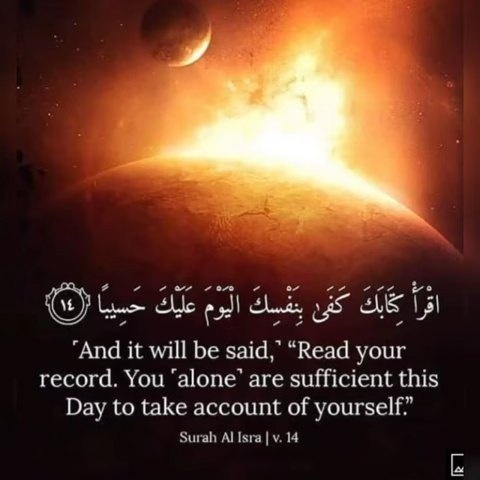 اقْرَأْ كِتَابَكَ كَفَىٰ بِنَفْسِكَ الْيَوْمَ عَلَيْكَ حَسِيبًا ١٤
⸢And it will be said,⸣ “Read your
record. You ⸢alone⸣ are sufficient this
Day to take account of yourself.”
Surah Al Isra | v. 14